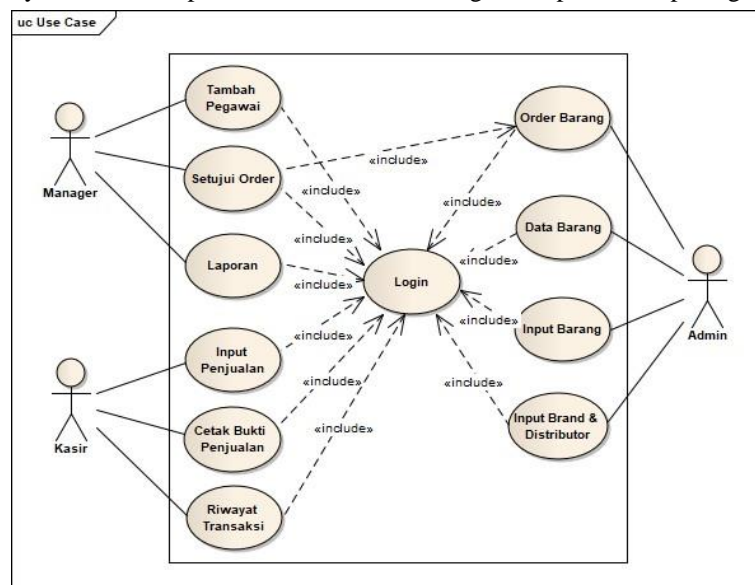 uc Use Case
Tambah
Pegawai
Order Barang
«include»
Manager
Setujui Order
«include»
«include»
«include»
Data Barang
Laporan
«include»
Login
«include»
Input
Penjualan
«include»
«include»
Input Barang
Admin
Kasir
Cetak Bukti
Penjualan
«include»
«include»
«include»
Input Brand &
Distributor
Riwayat
Transaksi